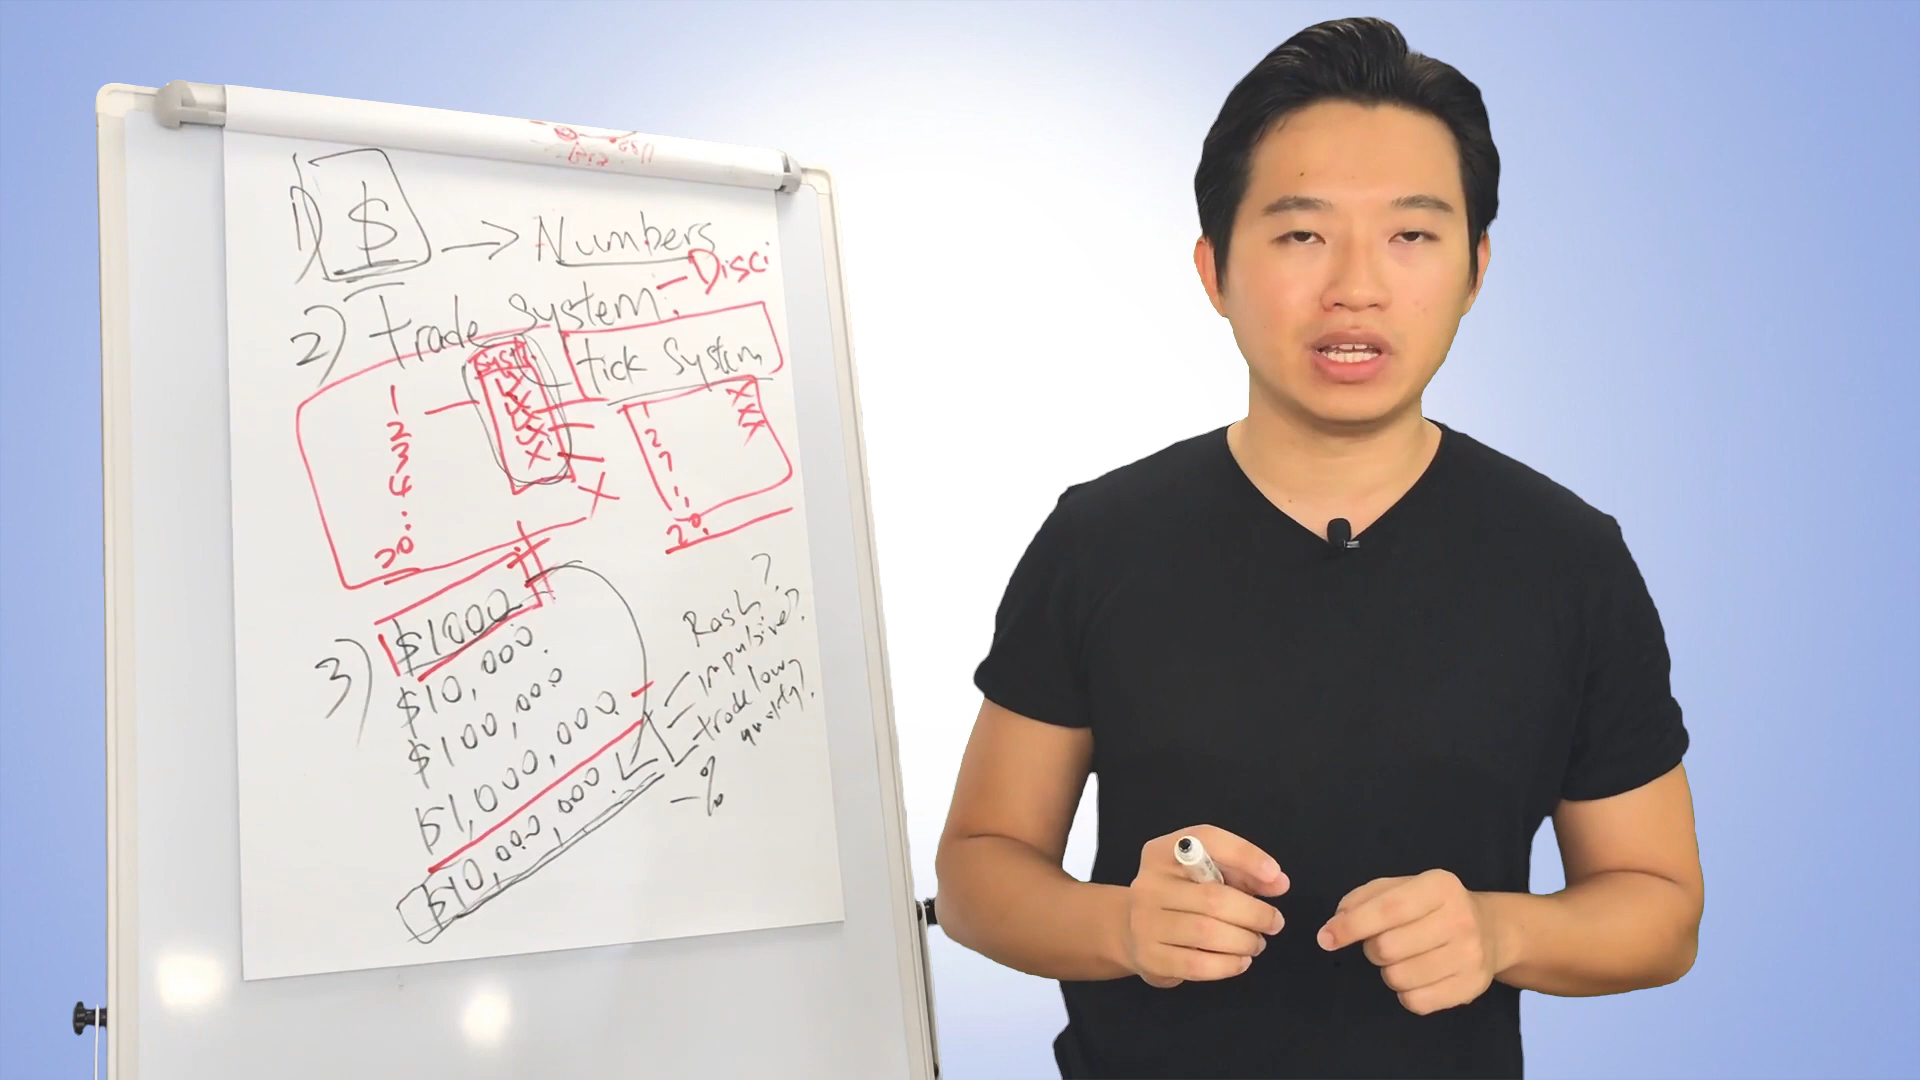 1) $ → Numbers
2) Trade System: - Disci
tick System
Syst.
1 X
2 X
3 X
4 X
:
20
1 X
2 X
X
20.
3) $1000
$10,000.
$100,000
$1,000,000.
$10,000,000.
Rash?
impulsive?
trade low
quality?
- %